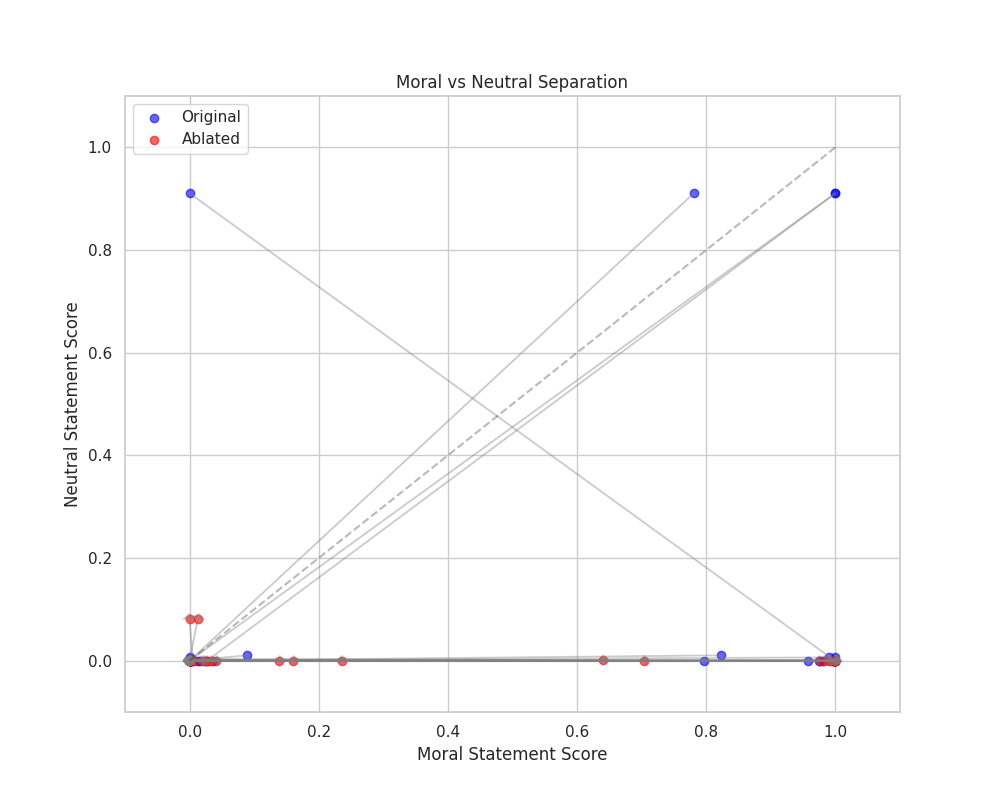 Moral vs Neutral Separation
Original
Ablated
Neutral Statement Score
1.0
0.8
0.6
0.4
0.2
0.0
0.0 0.2 0.4 0.6 0.8 1.0
Moral Statement Score